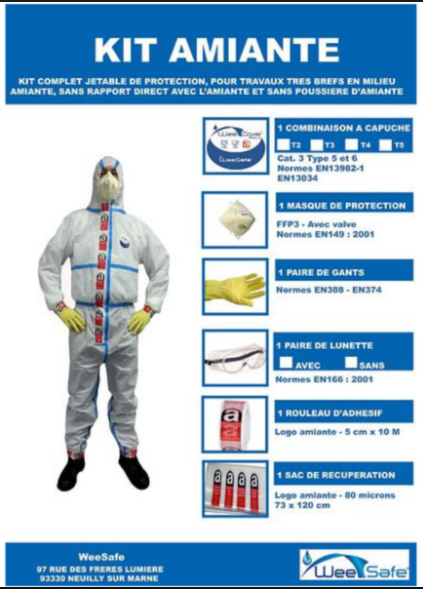 KIT AMIANTE
KIT COMPLET JETABLE DE PROTECTION, POUR TRAVAUX TRES BREFS EN MILIEU
AMIANTE, SANS RAPPORT DIRECT AVEC L'AMIANTE ET SANS POUSSIERE D'AMIANTE
WeeCover
WeeSafe
1 COMBINAISON A CAPUCHE
T2 T3 T4 T5
Cat. 3 Type 5 et 6
Normes EN13982-1
EN13034
1 MASQUE DE PROTECTION
FFP3 - Avec valve
Normes EN149 : 2001
1 PAIRE DE GANTS
Normes EN388 - EN374
1 PAIRE DE LUNETTE
AVEC SANS
Normes EN166 : 2001
a
1 ROULEAU D'ADHESIF
Logo amiante - 5 cm x 10 M
a a a a
1 SAC DE RECUPERATION
Logo amiante - 80 microns
73 x 120 cm
WeeSafe
97 RUE DES FRERES LUMIERE
93330 NEUILLY SUR MARNE
WeeSafe